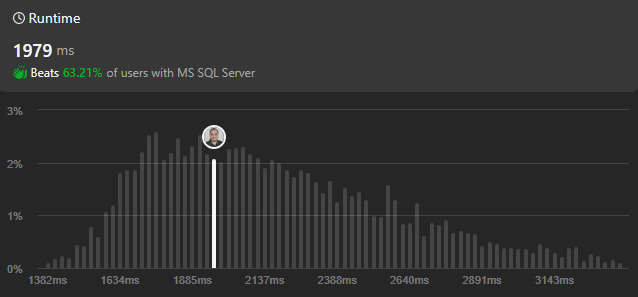 Runtime
1979 ms
Beats 63.21% of users with MS SQL Server
3%
2%
1%
0%
1382ms 1634ms 1885ms 2137ms 2388ms 2640ms 2891ms 3143ms